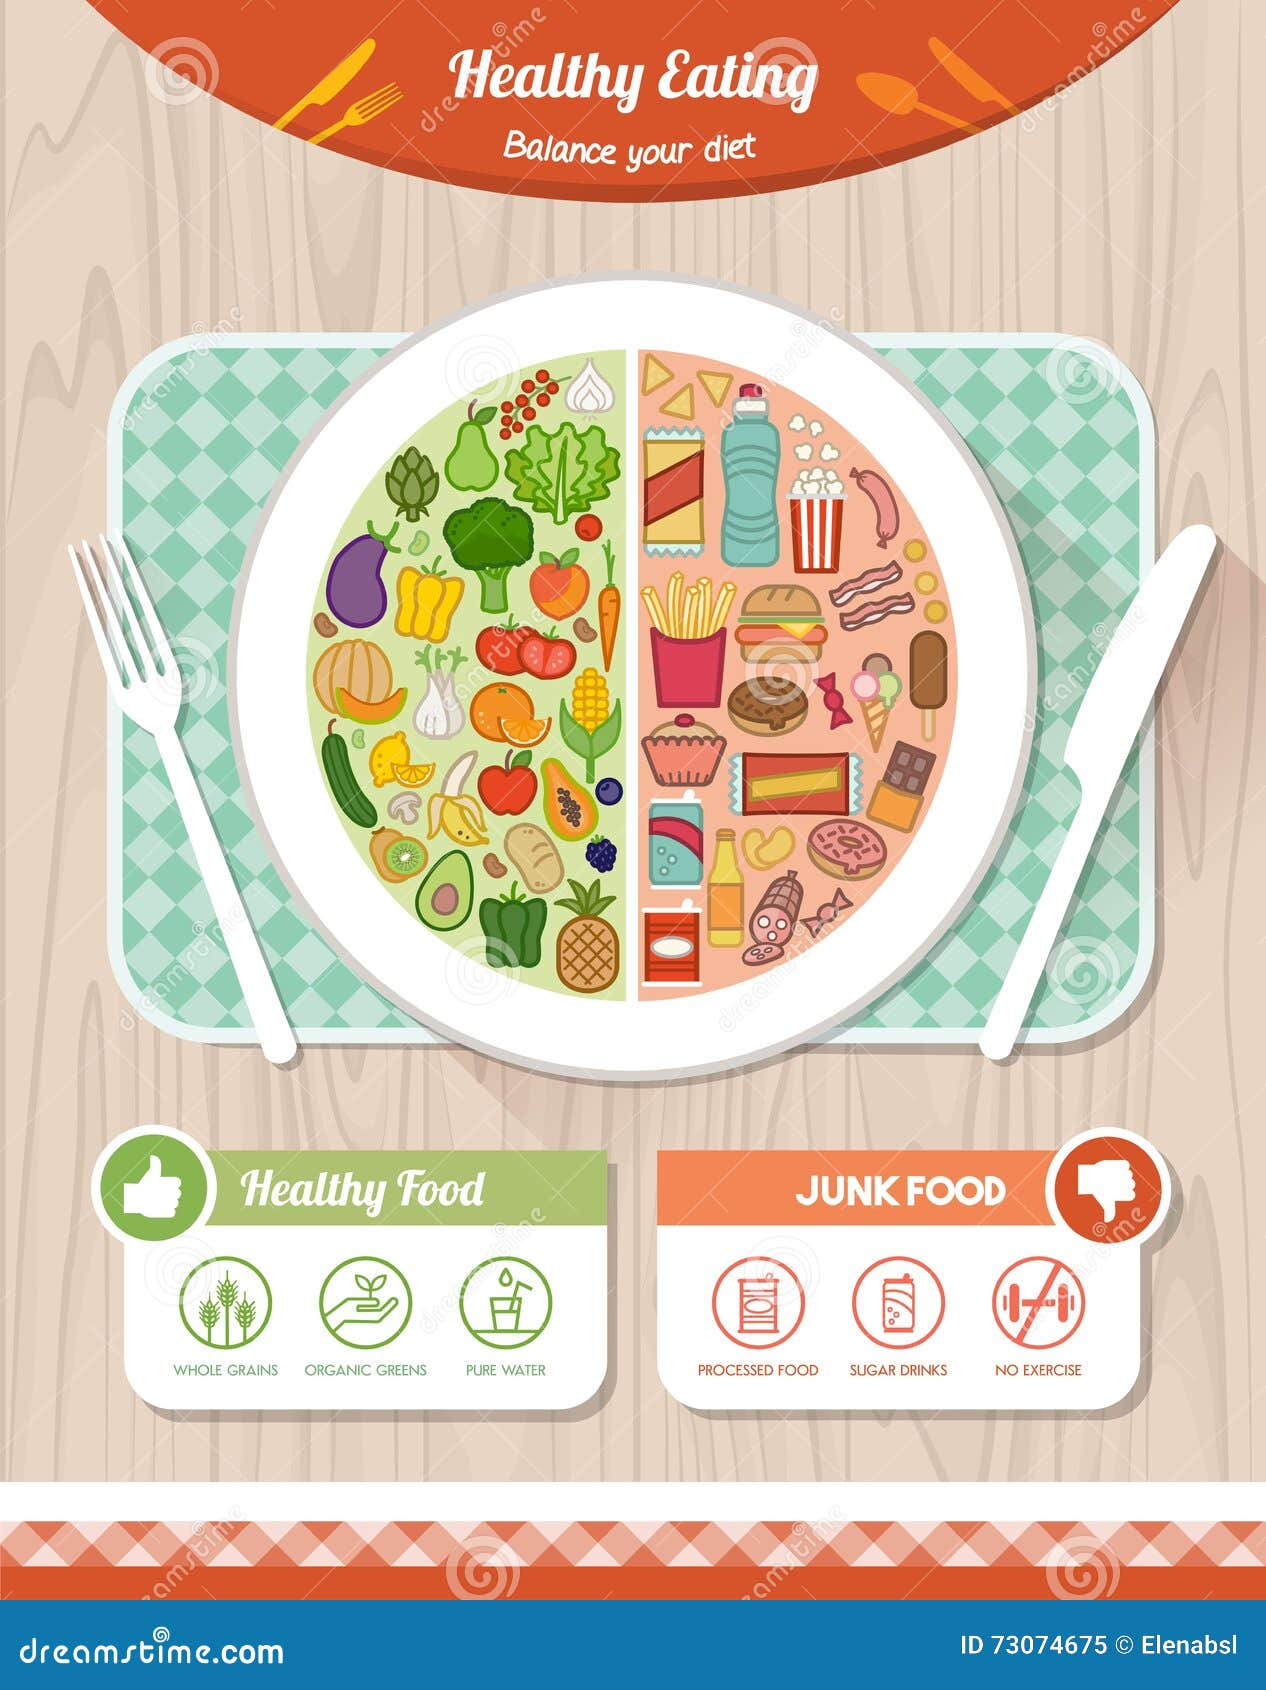 Healthy Eating
Balance your diet
Healthy Food
WHOLE GRAINS
ORGANIC GREENS
PURE WATER
JUNK FOOD
PROCESSED FOOD
SUGAR DRINKS
NO EXERCISE
dreamstime.com
ID 73074675 © Elenabsl